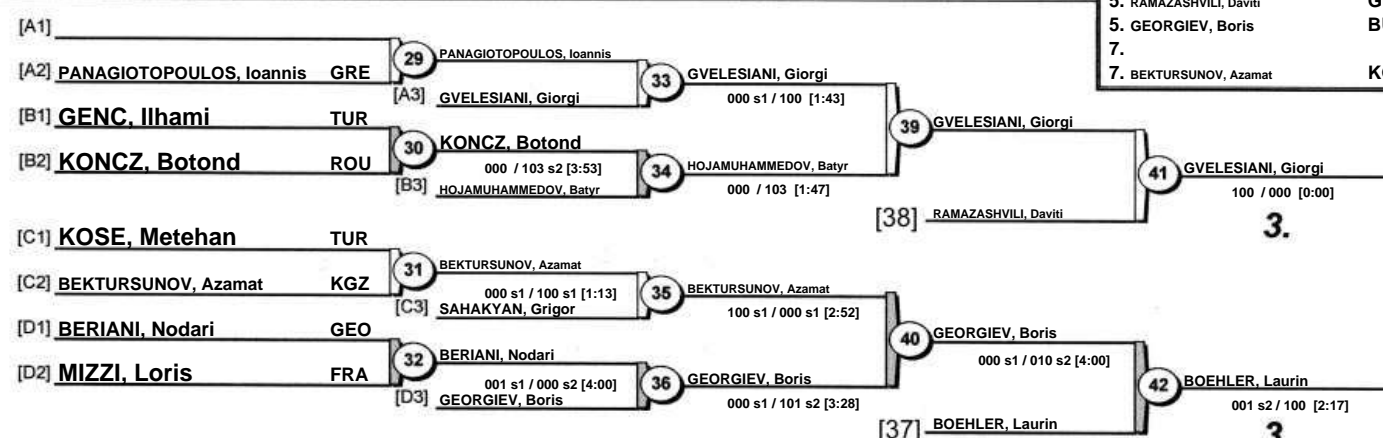 5. RAMAZASHVILI, Daviti
5. GEORGIEV, Boris
7.
7. BEKTURSUNOV, Azamat
[A1]
[A2] PANAGIOTOPOULOS, Ioannis GRE
29
PANAGIOTOPOULOS, Ioannis
[A3] GVELESIANI, Giorgi
33
GVELESIANI, Giorgi
000 s1 / 100 [1:43]
[B1] GENC, Ilhami TUR
[B2] KONCZ, Botond ROU
30
KONCZ, Botond
000 / 103 s2 [3:53]
[B3] HOJAMUHAMMEDOV, Batyr
34
HOJAMUHAMMEDOV, Batyr
000 / 103 [1:47]
39
GVELESIANI, Giorgi
[38] RAMAZASHVILI, Daviti
41
GVELESIANI, Giorgi
100 / 000 [0:00]
3.
[C1] KOSE, Metehan TUR
[C2] BEKTURSUNOV, Azamat KGZ
31
BEKTURSUNOV, Azamat
000 s1 / 100 s1 [1:13]
[C3] SAHAKYAN, Grigor
35
BEKTURSUNOV, Azamat
100 s1 / 000 s1 [2:52]
[D1] BERIANI, Nodari GEO
[D2] MIZZI, Loris FRA
32
BERIANI, Nodari
001 s1 / 000 s2 [4:00]
[D3] GEORGIEV, Boris
36
GEORGIEV, Boris
000 s1 / 101 s2 [3:28]
40
GEORGIEV, Boris
000 s1 / 010 s2 [4:00]
[37] BOEHLER, Laurin
42
BOEHLER, Laurin
001 s2 / 100 [2:17]
3.